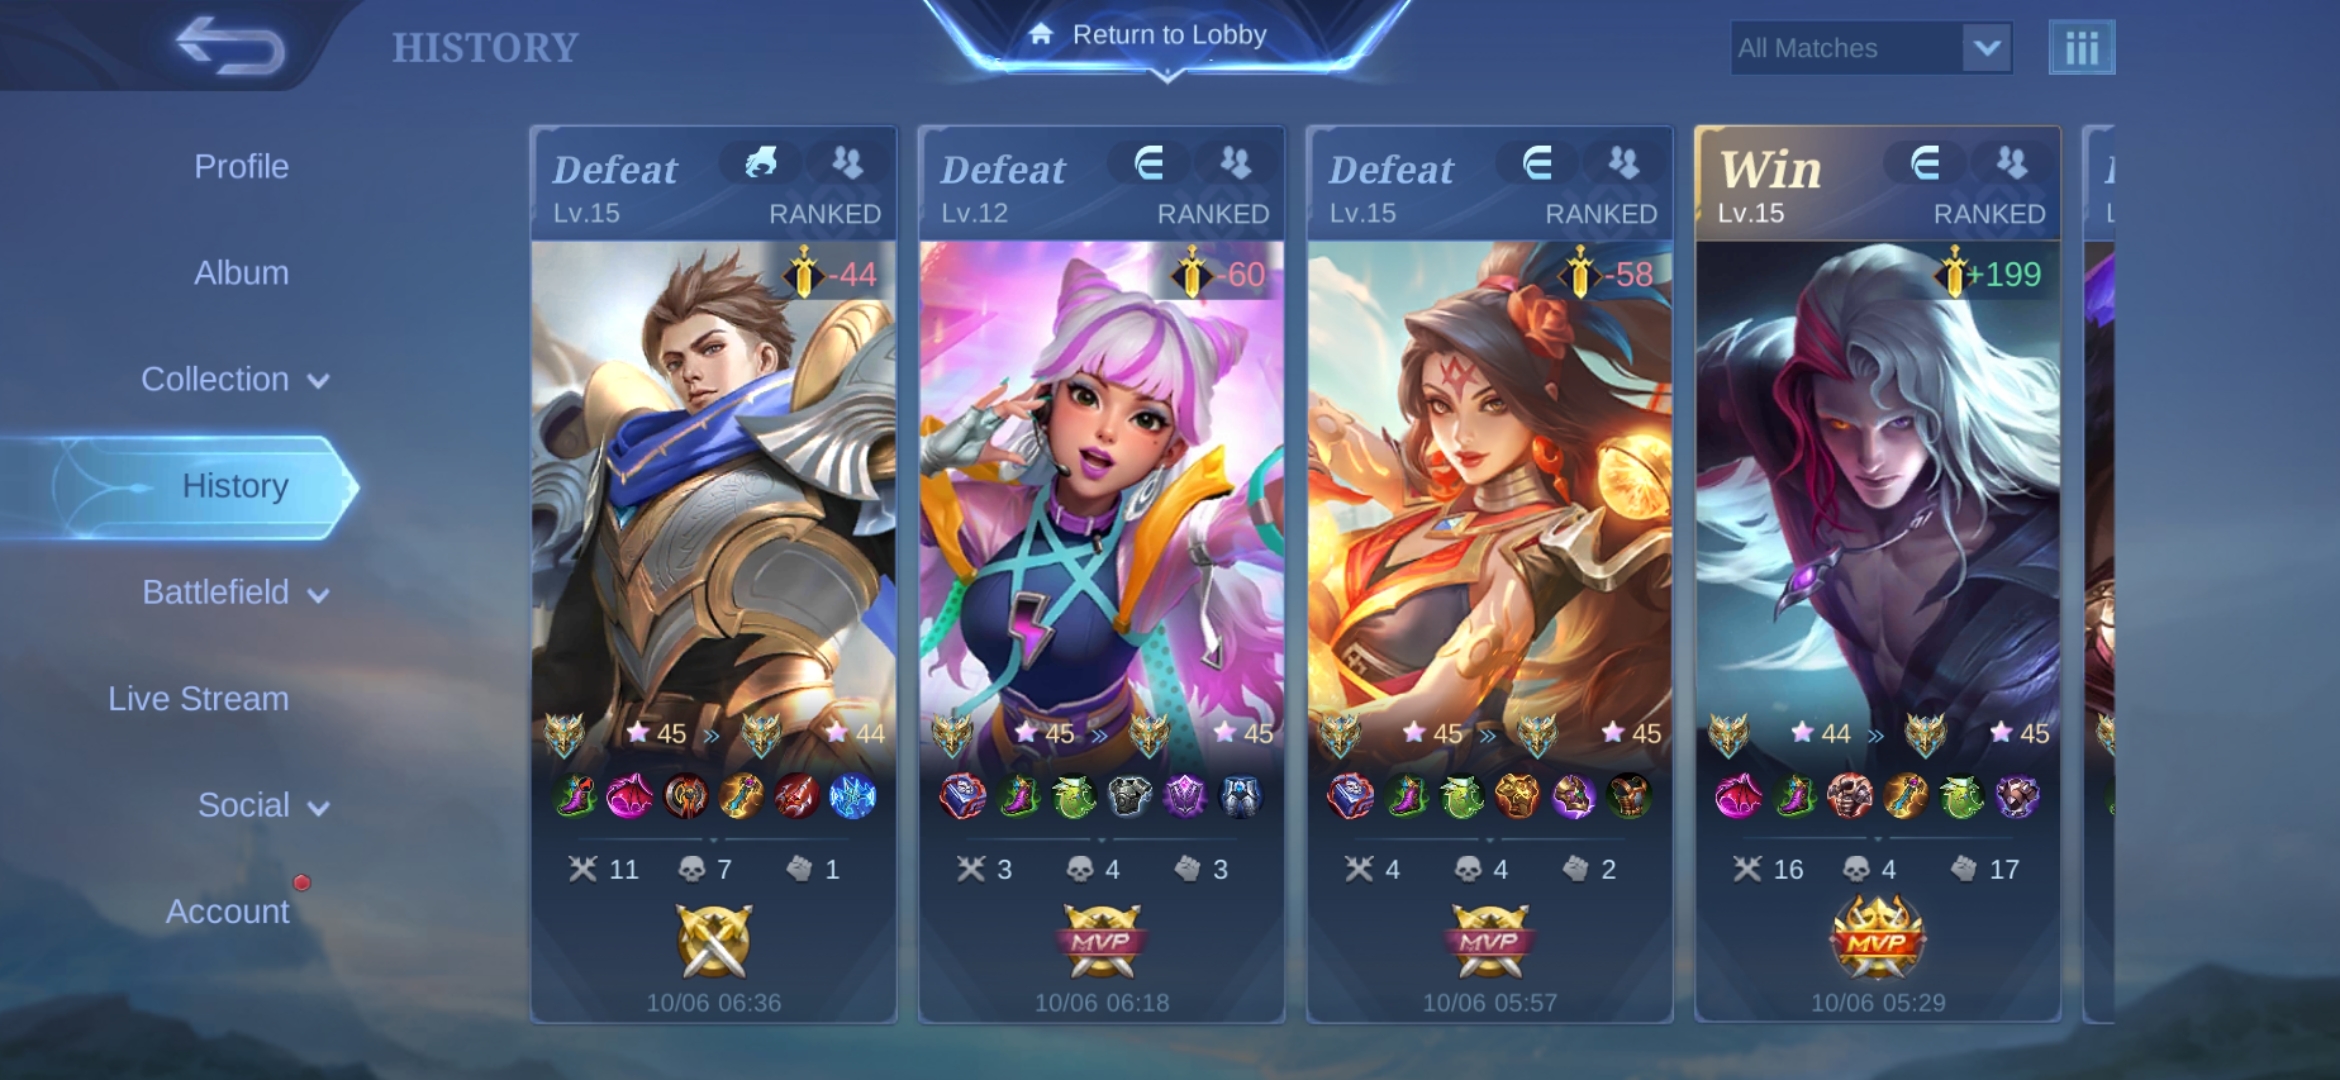 HISTORY
Return to Lobby
All Matches
Profile
Album
Collection
History
Battlefield
Live Stream
Social
Account
Defeat
Lv.15
RANKED
-44
45 » 44
11 7 1
10/06 06:36
Defeat
Lv.12
RANKED
-60
45 » 45
3 4 3
MVP
10/06 06:18
Defeat
Lv.15
RANKED
-58
45 » 45
4 4 2
MVP
10/06 05:57
Win
Lv.15
RANKED
+199
44 » 45
16 4 17
MVP
10/06 05:29